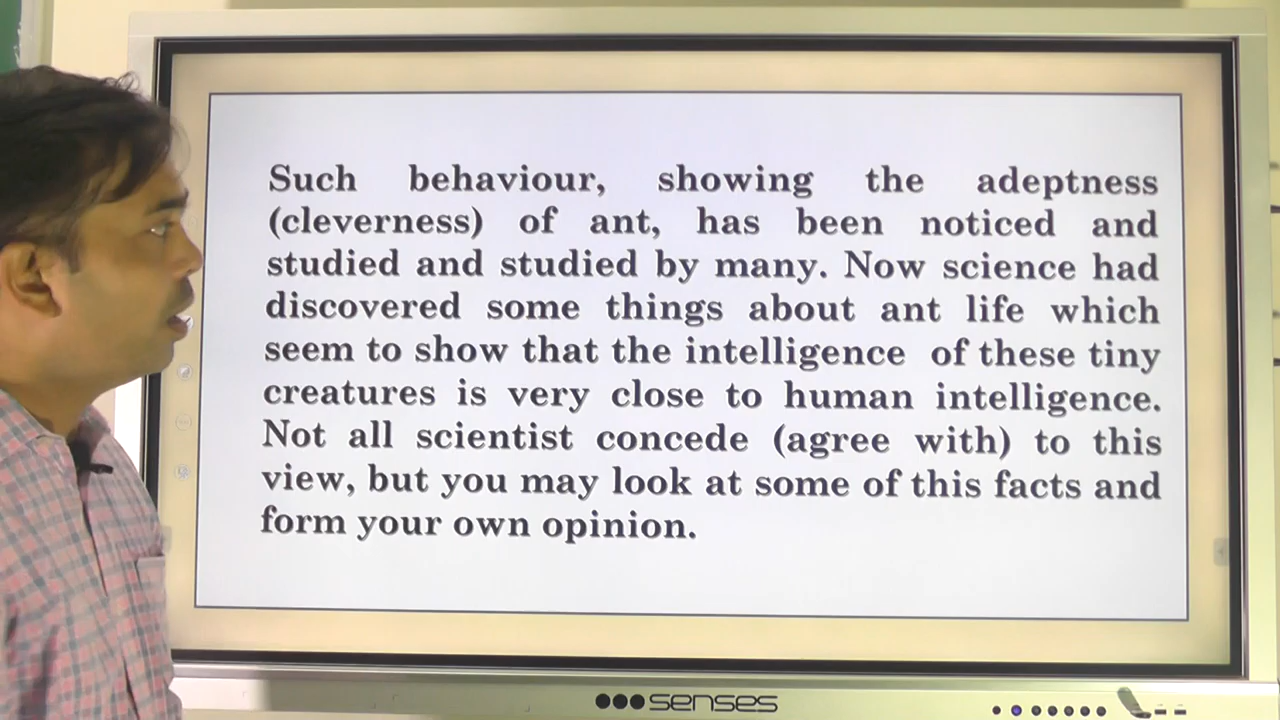 Such behaviour, showing the adeptness
(cleverness) of ant, has been noticed and
studied and studied by many. Now science had
discovered some things about ant life which
seem to show that the intelligence of these tiny
creatures is very close to human intelligence.
Not all scientist concede (agree with) to this
view, but you may look at some of this facts and
form your own opinion.
senses